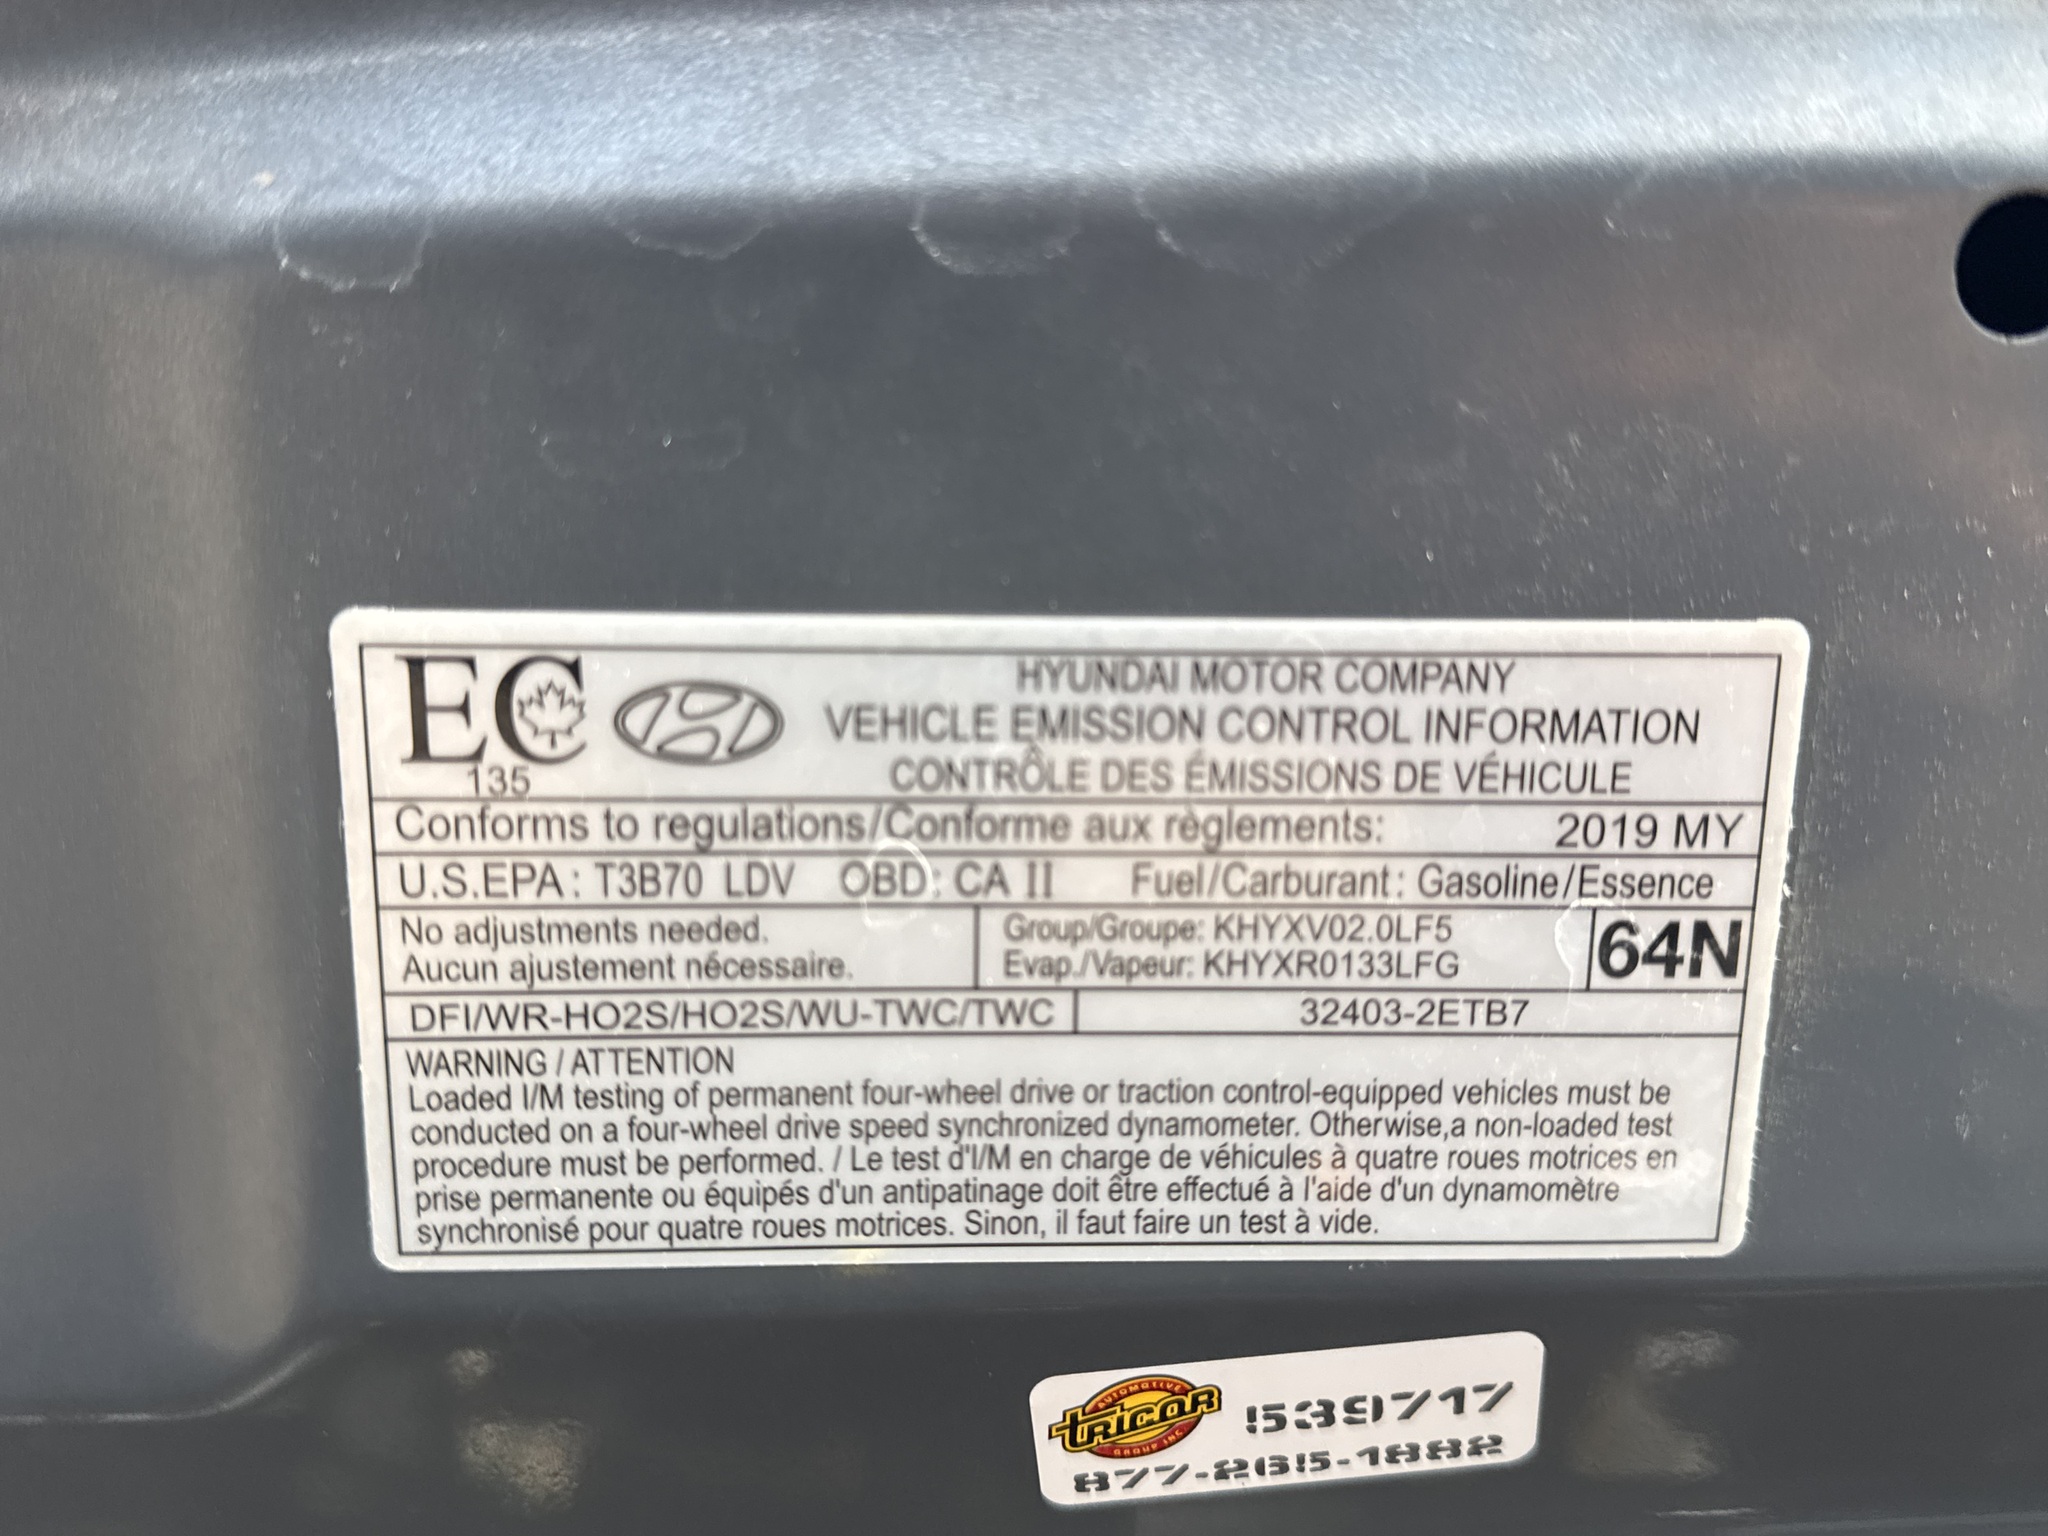 EC
135
HYUNDAI MOTOR COMPANY
VEHICLE EMISSION CONTROL INFORMATION
CONTRÔLE DES ÉMISSIONS DE VÉHICULE
Conforms to regulations/Conforme aux règlements: 2019 MY
U.S.EPA: T3B70 LDV OBD: CA II Fuel/Carburant: Gasoline/Essence
No adjustments needed.
Aucun ajustement nécessaire.
Group/Groupe: KHYXV02.0LF5
Evap./Vapeur: KHYXR0133LFG
64N
DFI/WR-HO2S/HO2S/WU-TWC/TWC 32403-2ETB7
WARNING / ATTENTION
Loaded I/M testing of permanent four-wheel drive or traction control-equipped vehicles must be
conducted on a four-wheel drive speed synchronized dynamometer. Otherwise,a non-loaded test
procedure must be performed. / Le test d'I/M en charge de véhicules à quatre roues motrices en
prise permanente ou équipés d'un antipatinage doit être effectué à l'aide d'un dynamomètre
synchronisé pour quatre roues motrices. Sinon, il faut faire un test à vide.
AUTOMOTIVE
TRICOR
GROUP INC.
539717
877-265-1882